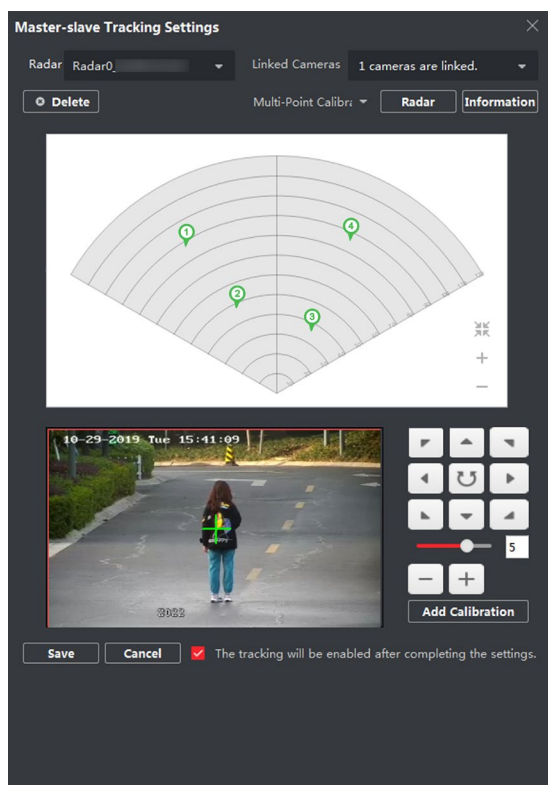 Master-slave Tracking Settings
Radar Radar0_ Linked Cameras 1 cameras are linked.
Delete Multi-Point Calibra Radar Information
1
4
2
3
10-29-2019 Tue 15:41:09
5
Add Calibration
Save Cancel The tracking will be enabled after completing the settings.